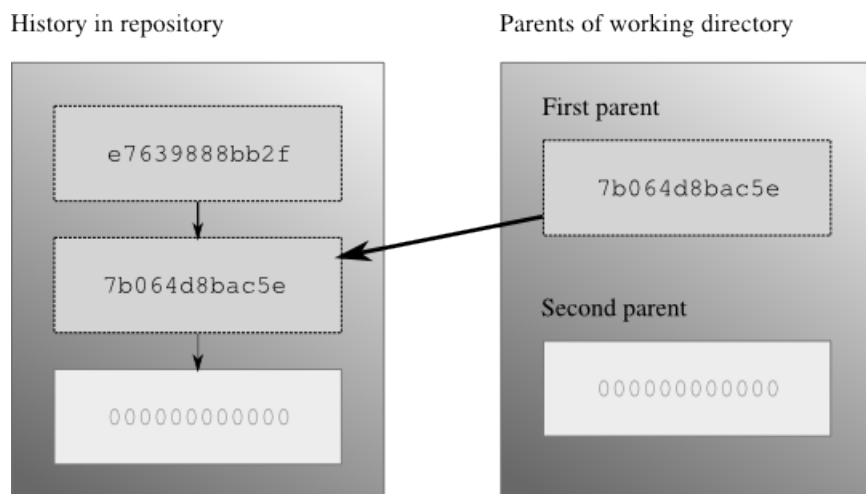 History in repository
e7639888bb2f
7b064d8bac5e
000000000000
Parents of working directory
First parent
7b064d8bac5e
Second parent
000000000000